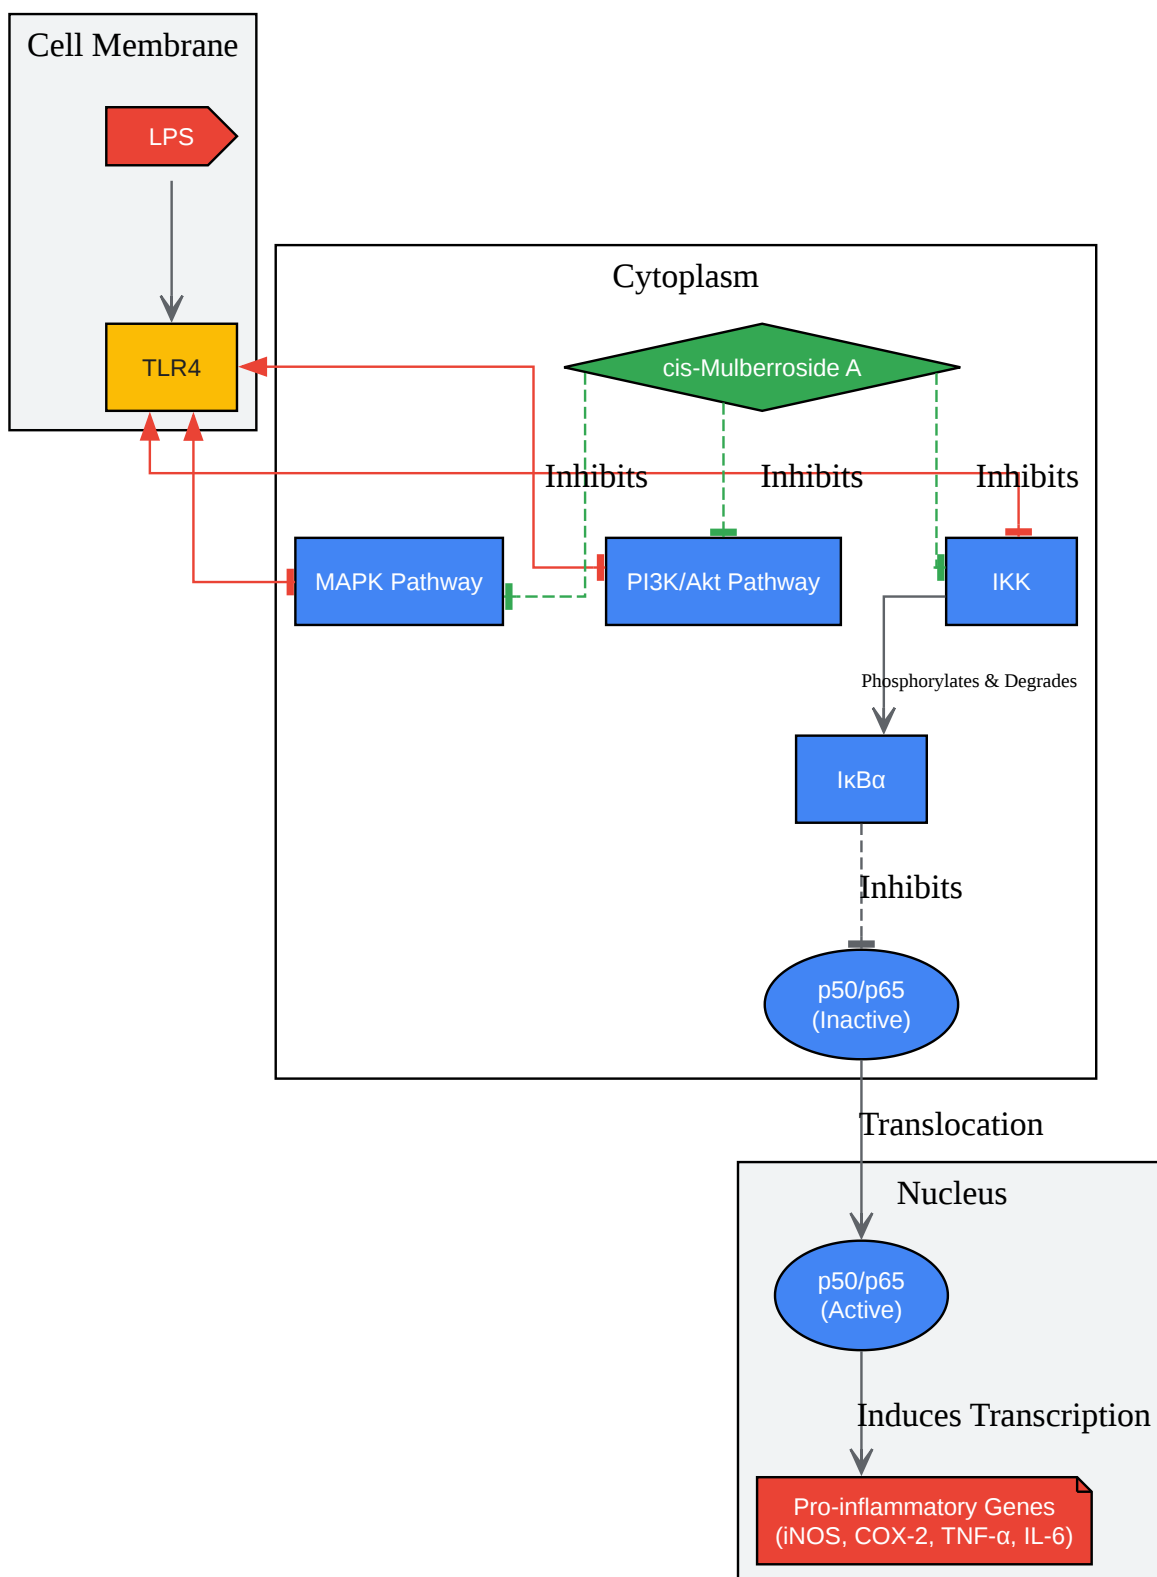 Cell Membrane
LPS
TLR4
Cytoplasm
cis-Mulberroside A
Inhibits
Inhibits
Inhibits
MAPK Pathway
PI3K/Akt Pathway
IKK
Phosphorylates & Degrades
IκBα
Inhibits
p50/p65
(Inactive)
Translocation
Nucleus
p50/p65
(Active)
Induces Transcription
Pro-inflammatory Genes
(iNOS, COX-2, TNF-α, IL-6)